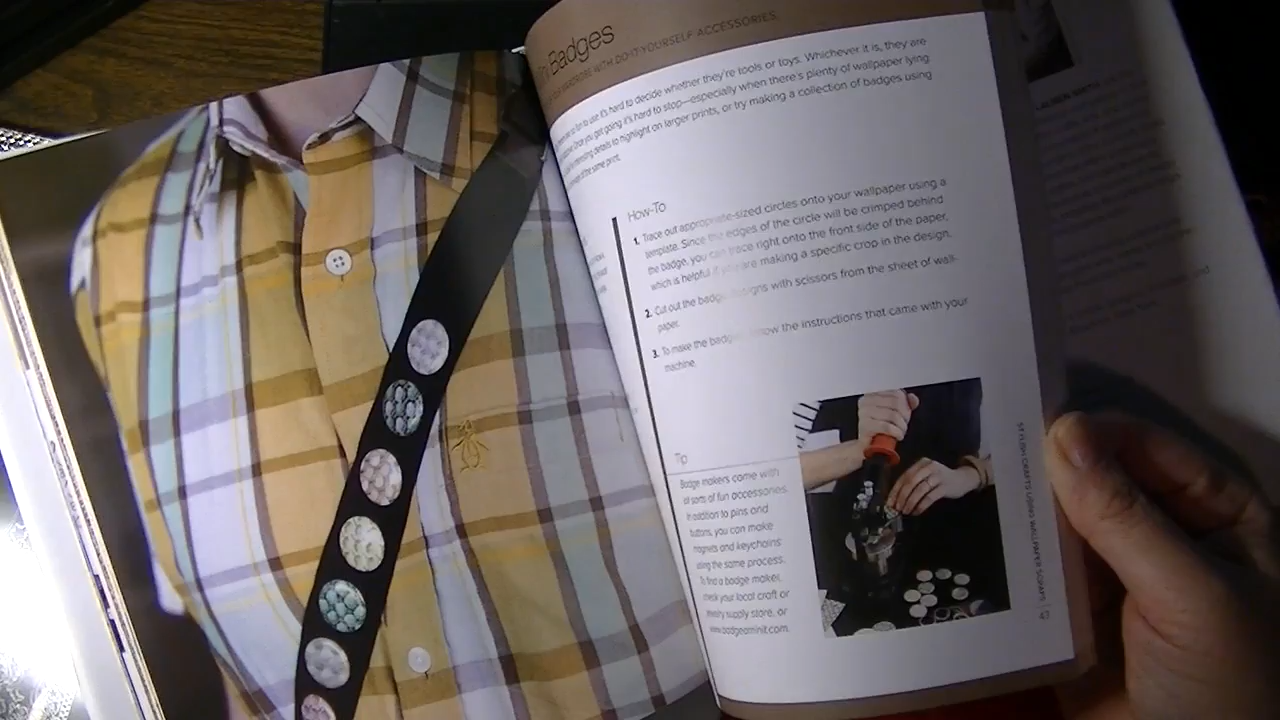 Badges
WARDROBE WITH DO-IT-YOURSELF ACCESSORIES.
fun to use it's hard to decide whether they're tools or toys. Whichever it is, they are
Once you get going it's hard to stop—especially when there's plenty of wallpaper lying
interesting details to highlight on larger prints, or try making a collection of badges using
of the same print.
How-To
1. Trace out appropriate-sized circles onto your wallpaper using a
template. Since the edges of the circle will be crimped behind
the badge, you can trace right onto the front side of the paper,
which is helpful if you are making a specific crop in the design.
2. Cut out the badge designs with scissors from the sheet of wall-
paper.
3. To make the badges, follow the instructions that came with your
machine.
Tip
Badge makers come with
all sorts of fun accessories.
In addition to pins and
buttons, you can make
magnets and keychains
using the same process.
To find a badge maker,
check your local craft or
jewelry supply store, or
www.badgeaminit.com.
STYLISH CRAFTS USING WALLPAPER SCRAPS